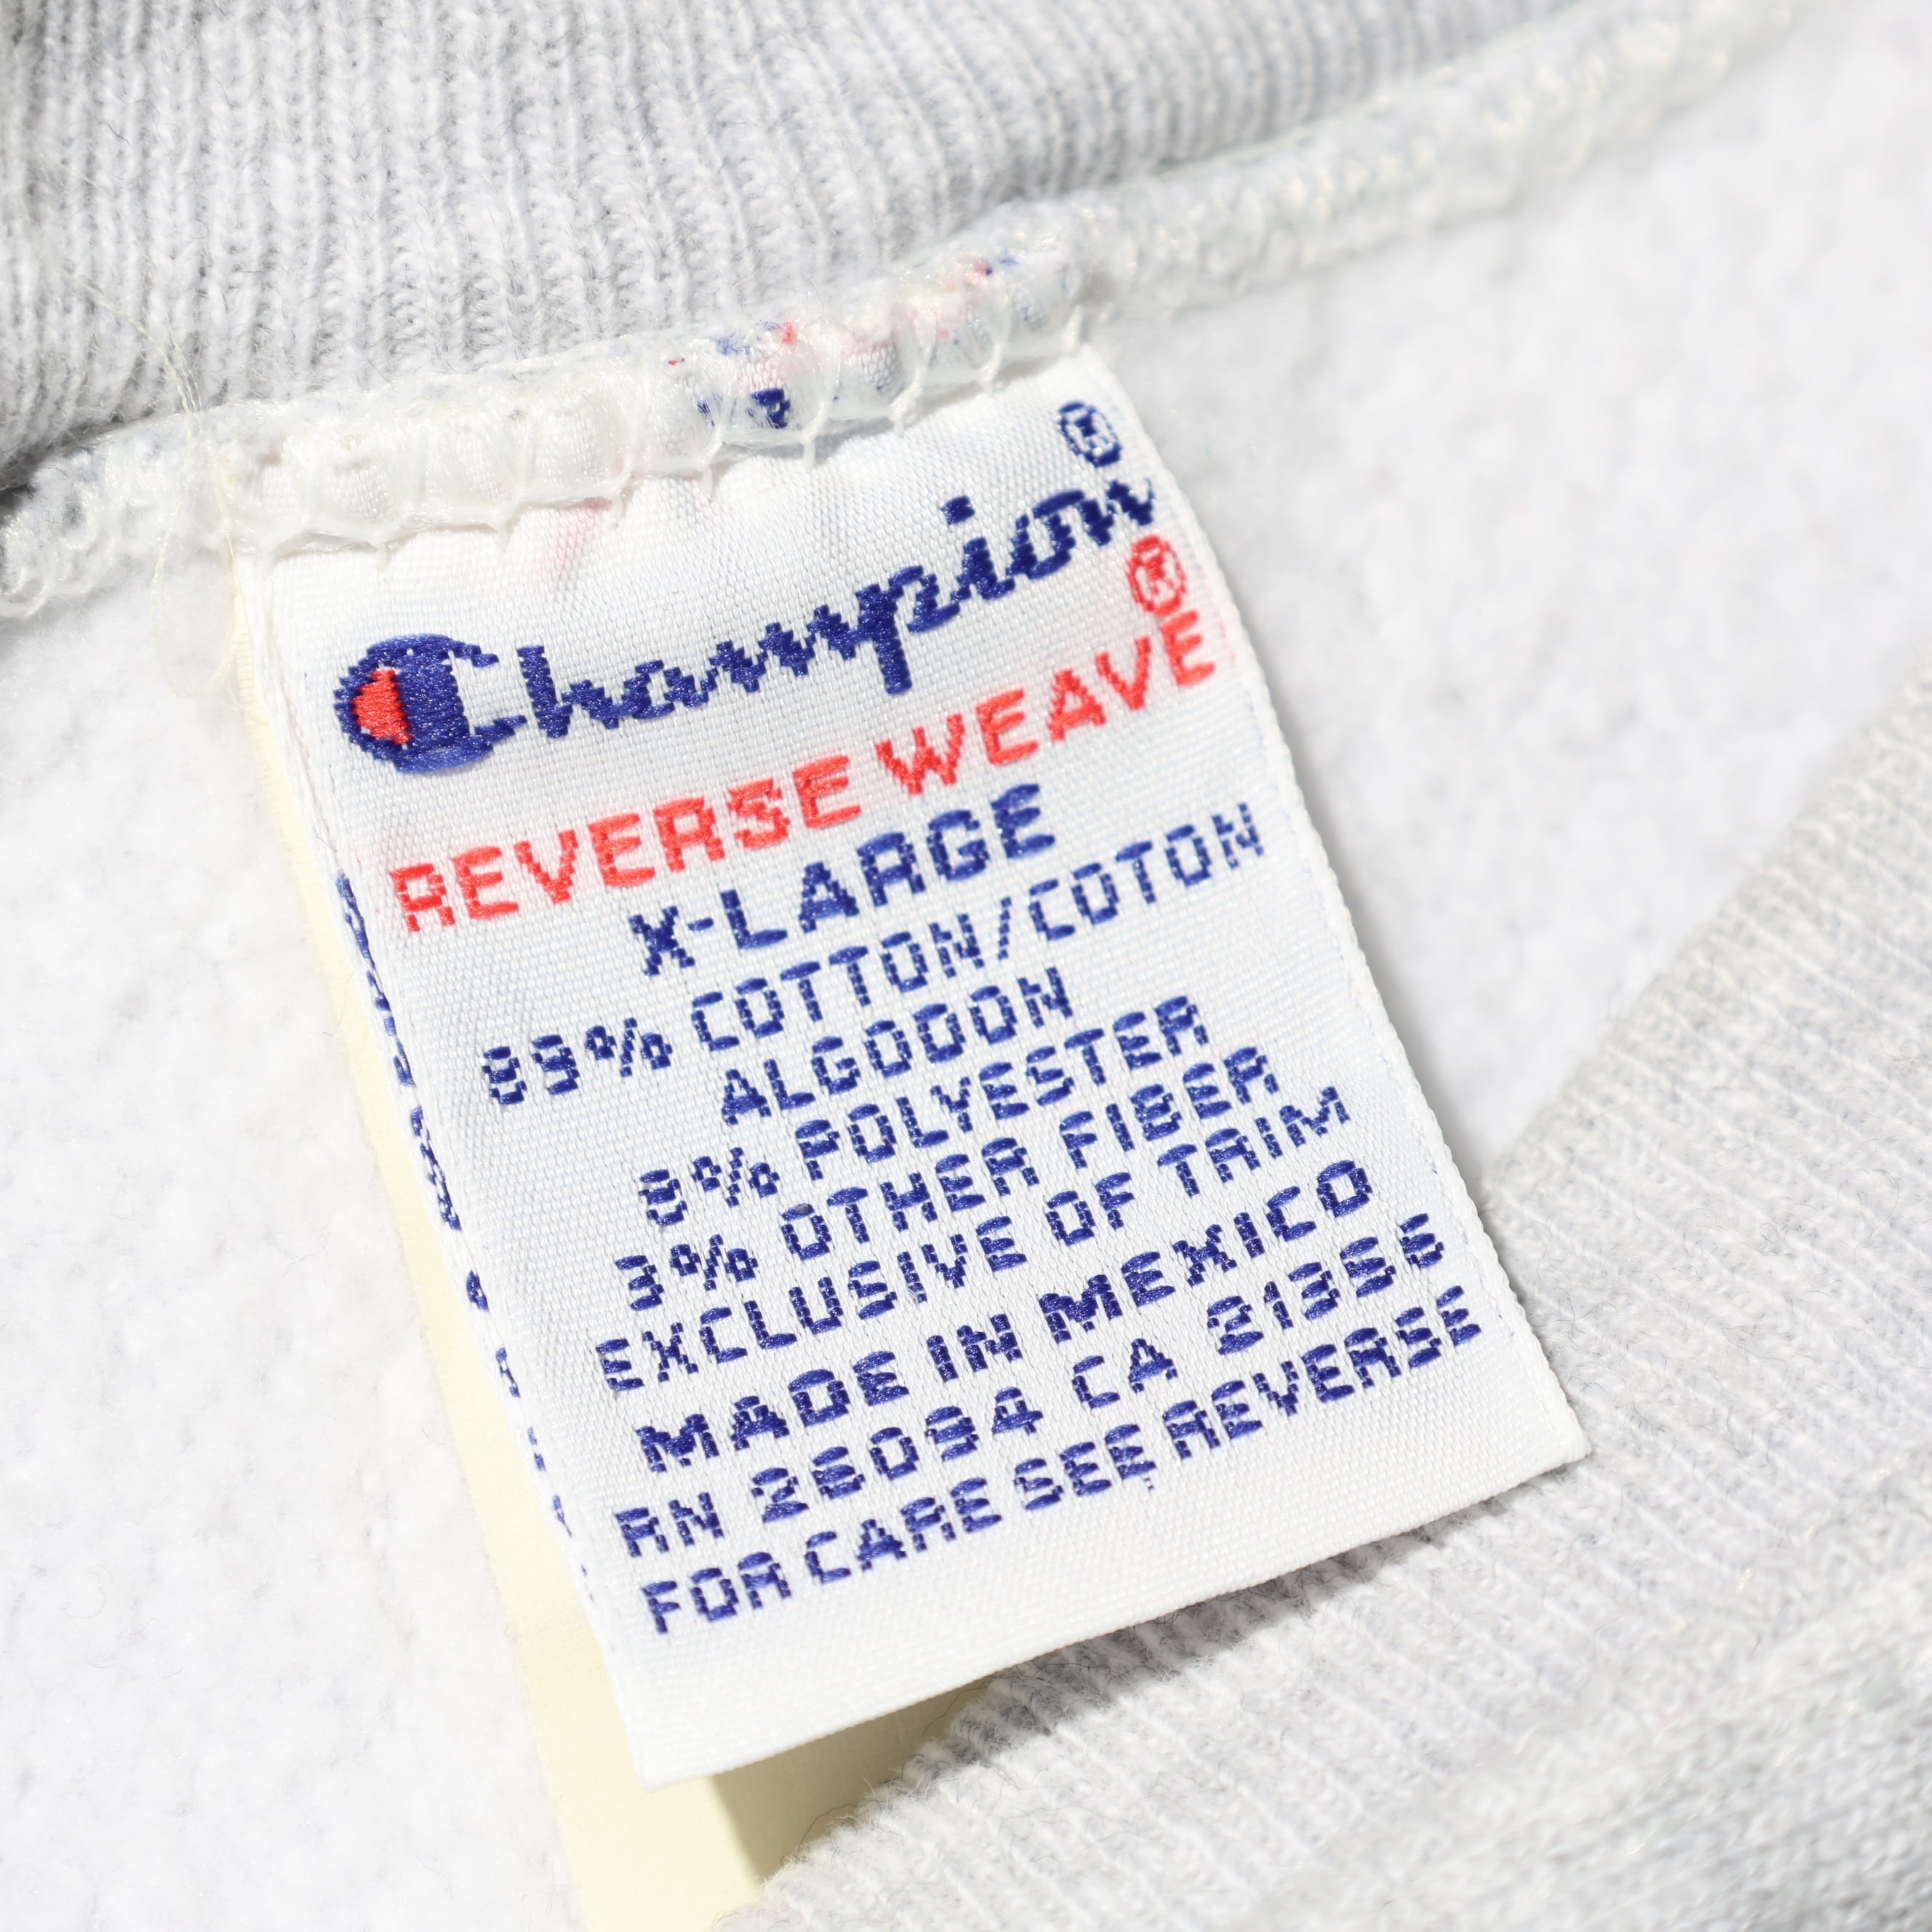 Champion®
REVERSE WEAVE®
X-LARGE
89% COTTON/COTON
ALGODON
8% POLYESTER
3% OTHER FIBER
EXCLUSIVE OF TRIM
MADE IN MEXICO
RN 26094 CA 21356
FOR CARE SEE REVERSE